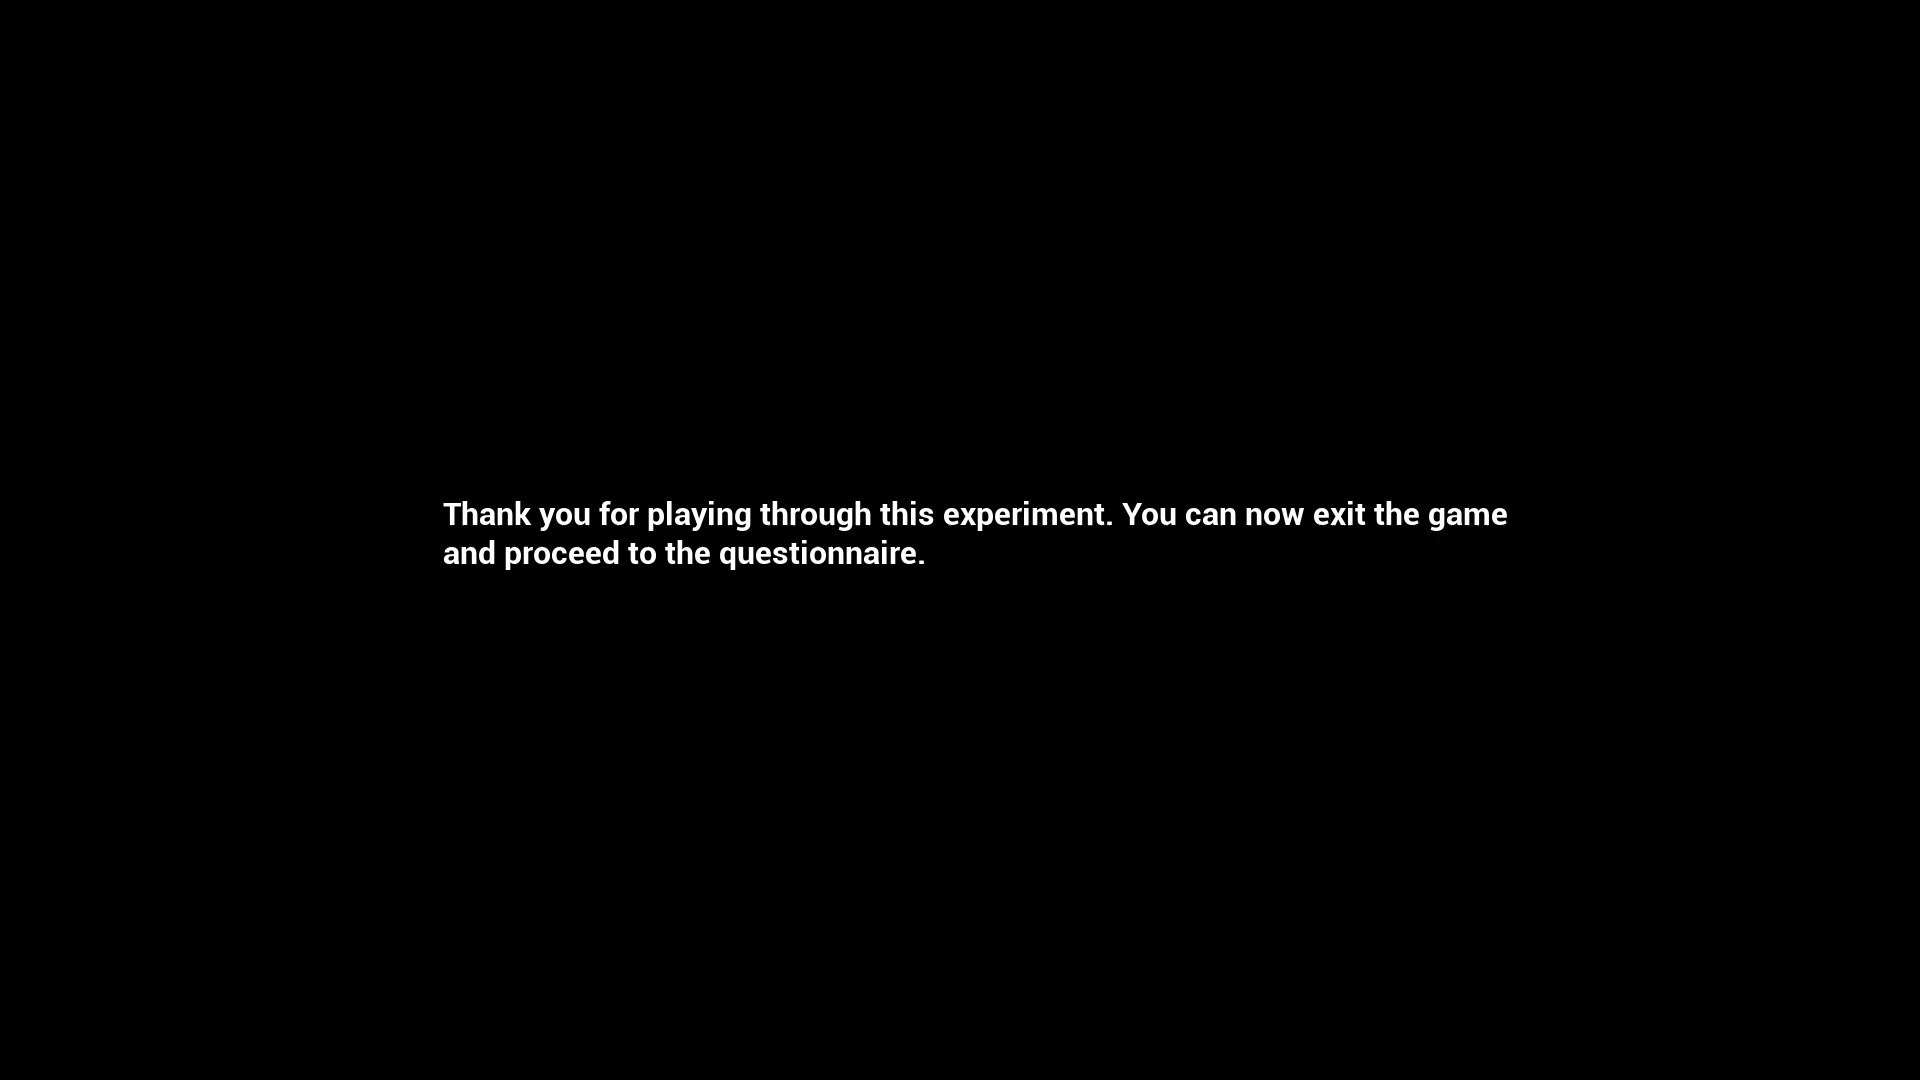 Thank you for playing through this experiment. You can now exit the game
and proceed to the questionnaire.